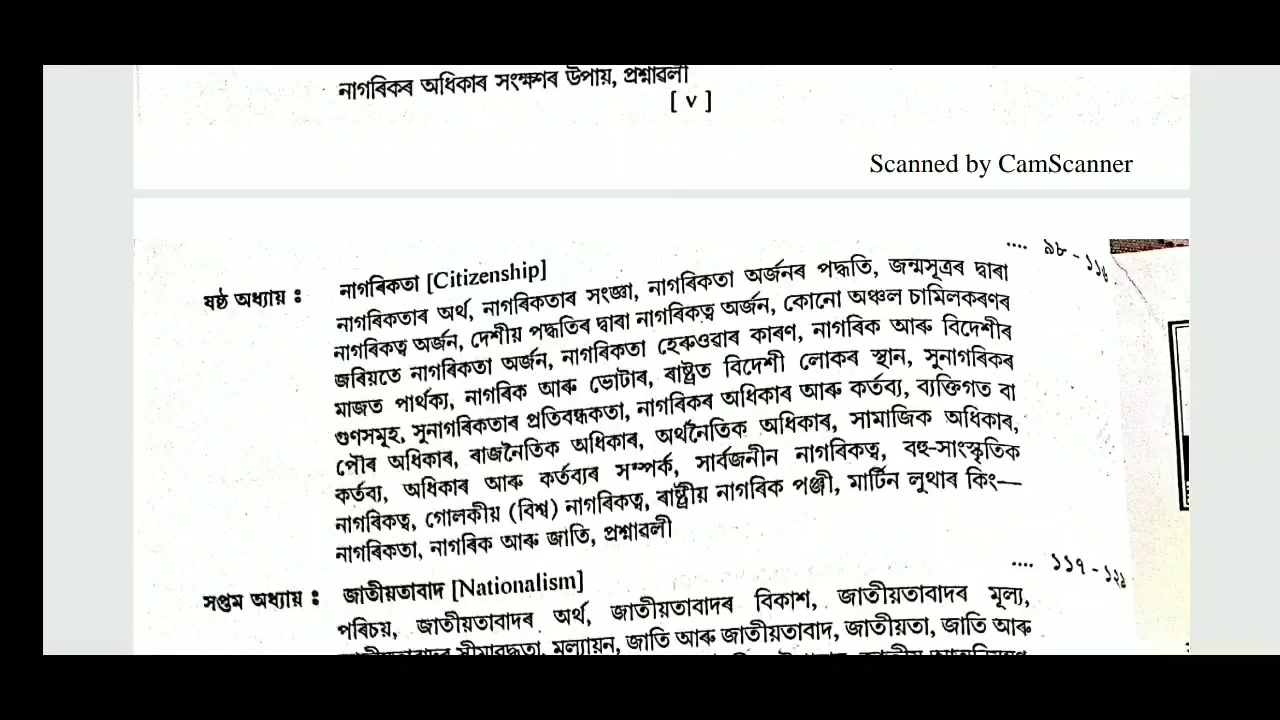 নাগৰিকৰ অধিকাৰ সংৰক্ষণৰ উপায়, প্ৰশ্নাৱলী
[ v ]
Scanned by CamScanner
.... ৯৮ - ১১৬
ষষ্ঠ অধ্যায় : নাগৰিকতা [Citizenship]
নাগৰিকতাৰ অৰ্থ, নাগৰিকতাৰ সংজ্ঞা, নাগৰিকতা অৰ্জনৰ পদ্ধতি, জন্মসূত্ৰৰ দ্বাৰা
নাগৰিকত্ব অৰ্জন, দেশীয় পদ্ধতিৰ দ্বাৰা নাগৰিকত্ব অৰ্জন, কোনো অঞ্চল চামিলকৰণৰ
জৰিয়তে নাগৰিকতা অৰ্জন, নাগৰিকতা হেৰুওৱাৰ কাৰণ, নাগৰিক আৰু বিদেশীৰ
মাজত পাৰ্থক্য, নাগৰিক আৰু ভোটাৰ, ৰাষ্ট্ৰত বিদেশী লোকৰ স্থান, সুনাগৰিকৰ
গুণসমূহ, সুনাগৰিকতাৰ প্ৰতিবন্ধকতা, নাগৰিকৰ অধিকাৰ আৰু কৰ্তব্য, ব্যক্তিগত বা
পৌৰ অধিকাৰ, ৰাজনৈতিক অধিকাৰ, অৰ্থনৈতিক অধিকাৰ, সামাজিক অধিকাৰ,
কৰ্তব্য, অধিকাৰ আৰু কৰ্তব্যৰ সম্পৰ্ক, সাৰ্বজনীন নাগৰিকত্ব, বহু-সাংস্কৃতিক
নাগৰিকত্ব, গোলকীয় (বিশ্ব) নাগৰিকত্ব, ৰাষ্ট্ৰীয় নাগৰিক পঞ্জী, মাৰ্টিন লুথাৰ কিং—
নাগৰিকতা, নাগৰিক আৰু জাতি, প্ৰশ্নাৱলী
.... ১১৭ - ১২১
সপ্তম অধ্যায় : জাতীয়তাবাদ [Nationalism]
পৰিচয়, জাতীয়তাবাদৰ অৰ্থ, জাতীয়তাবাদৰ বিকাশ, জাতীয়তাবাদৰ মূল্য,
জাতীয়তাবাদৰ সীমাবদ্ধতা, মূল্যায়ন, জাতি আৰু জাতীয়তাবাদ, জাতীয়তা, জাতি আৰু